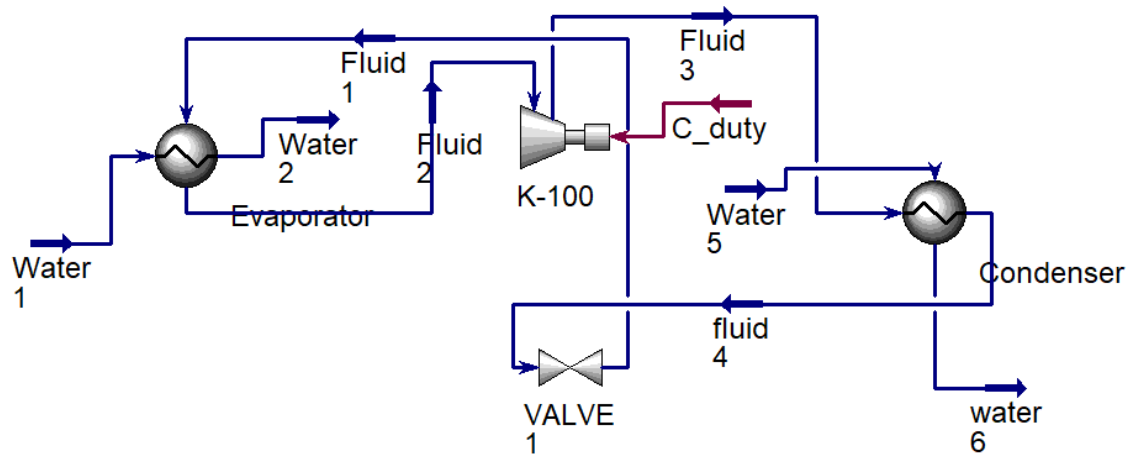 Fluid
1
Fluid
3
C_duty
Water
2
Fluid
2
K-100
Evaporator
Water
5
Water
1
Condenser
fluid
4
VALVE
1
water
6